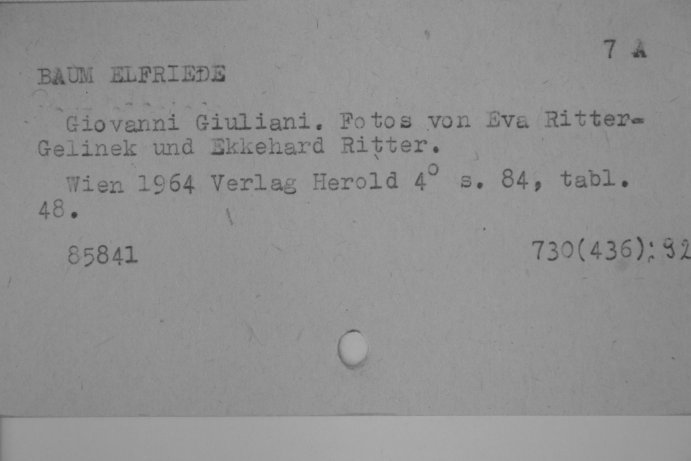 7 A
BAUM ELFRIEDE
Giovanni Giuliani. Fotos von Eva Ritter-
Gelinek und Ekkehard Ritter.
Wien 1964 Verlag Herold 4° s. 84, tabl.
48.
85841 730(436):92